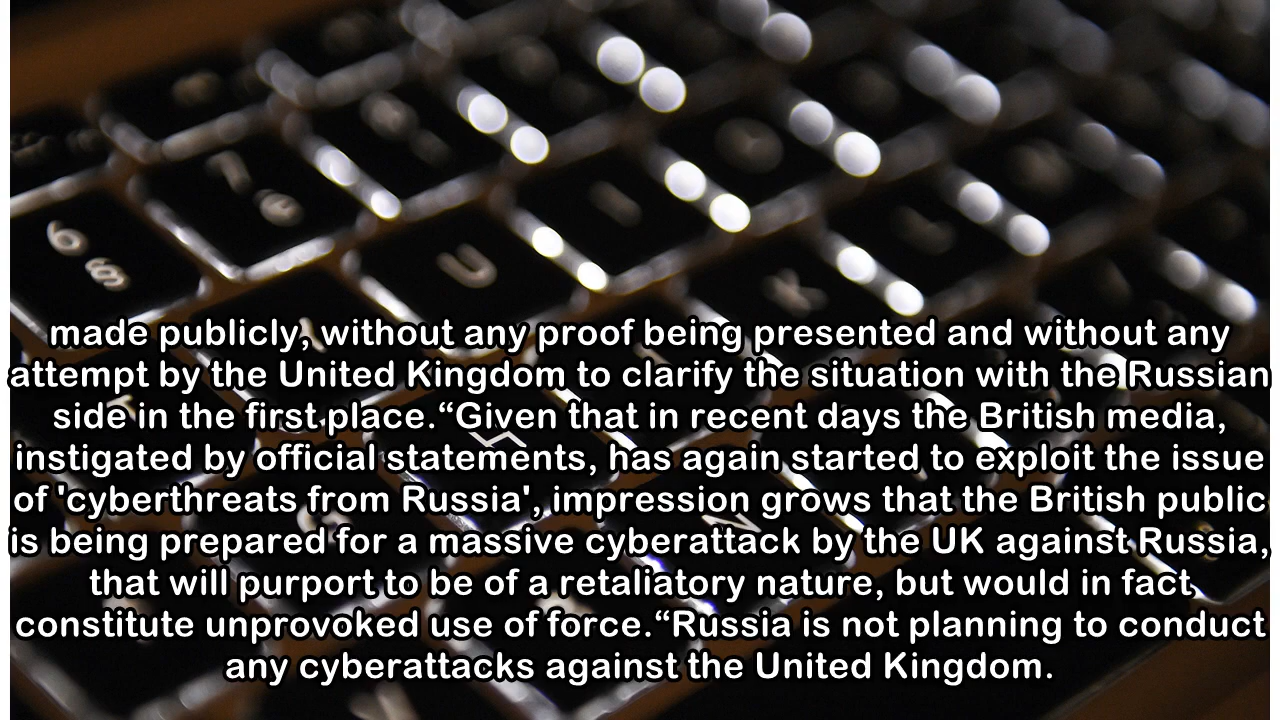 made publicly, without any proof being presented and without any
attempt by the United Kingdom to clarify the situation with the Russian
side in the first place.“Given that in recent days the British media,
instigated by official statements, has again started to exploit the issue
of 'cyberthreats from Russia', impression grows that the British public
is being prepared for a massive cyberattack by the UK against Russia,
that will purport to be of a retaliatory nature, but would in fact,
constitute unprovoked use of force.“Russia is not planning to conduct
any cyberattacks against the United Kingdom.
6 §
7
U